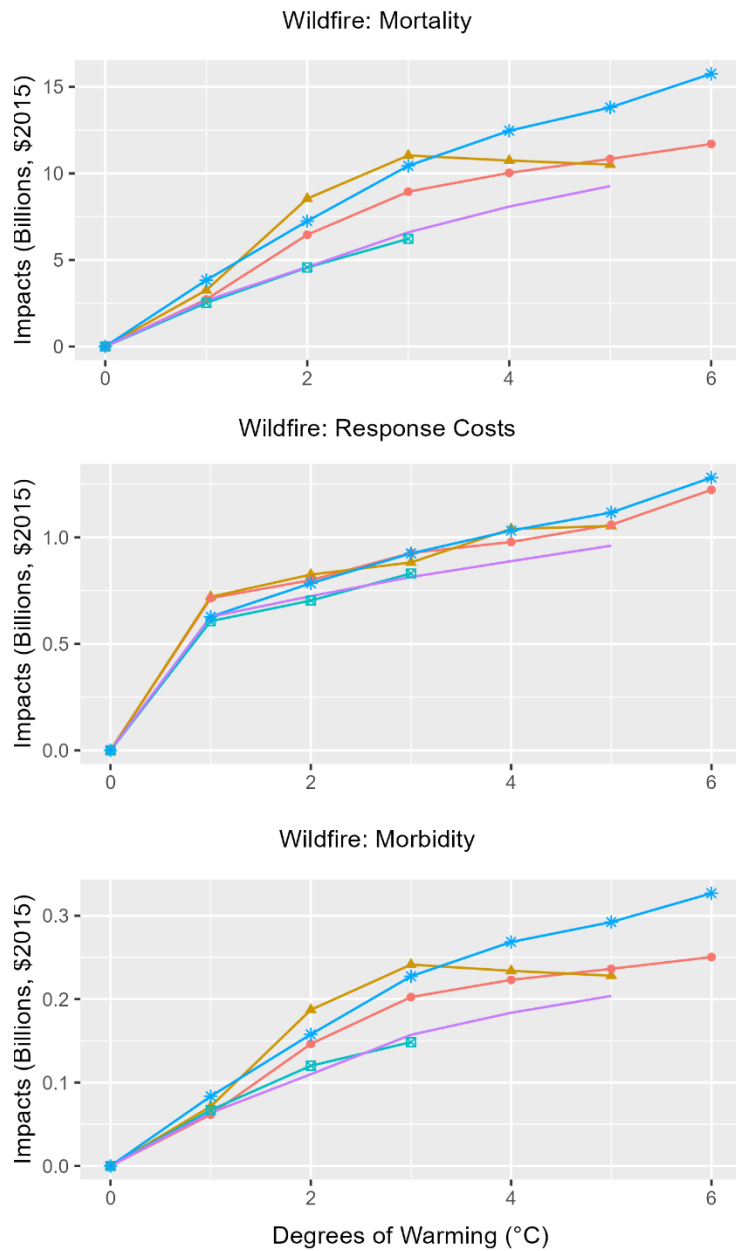 Wildfire: Mortality
Impacts (Billions, $2015)
15
10
5
0
0 2 4 6
Wildfire: Response Costs
Impacts (Billions, $2015)
1.0
0.5
0.0
0 2 4 6
Wildfire: Morbidity
Impacts (Billions, $2015)
0.3
0.2
0.1
0.0
0 2 4 6
Degrees of Warming (°C)